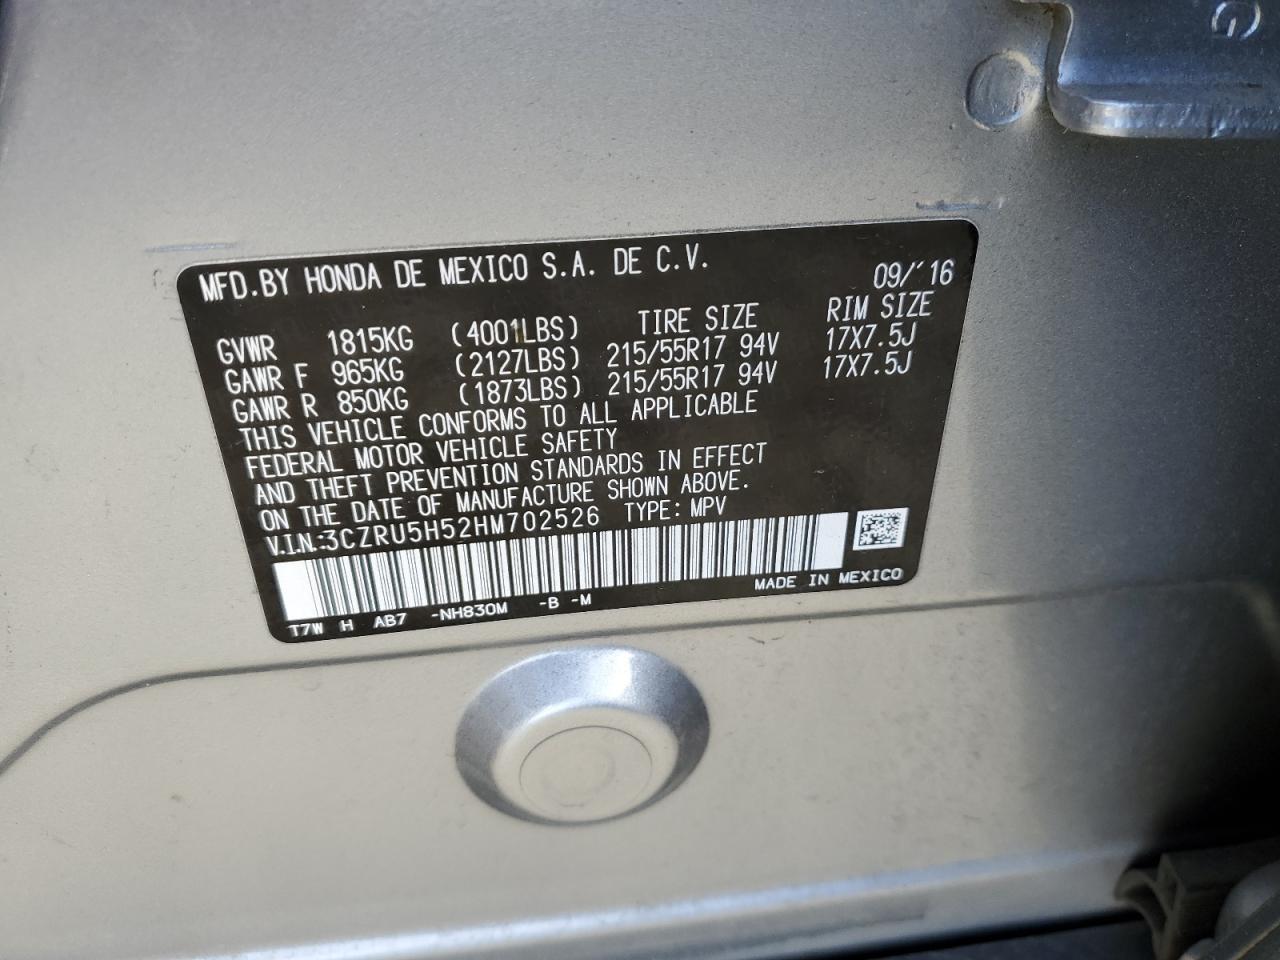 MFD.BY HONDA DE MEXICO S.A. DE C.V. 09/'16
TIRE SIZE RIM SIZE
GVWR 1815KG (4001LBS)
GAWR F 965KG (2127LBS) 215/55R17 94V 17X7.5J
GAWR R 850KG (1873LBS) 215/55R17 94V 17X7.5J
THIS VEHICLE CONFORMS TO ALL APPLICABLE
FEDERAL MOTOR VEHICLE SAFETY
AND THEFT PREVENTION STANDARDS IN EFFECT
ON THE DATE OF MANUFACTURE SHOWN ABOVE.
V.I.N.:3CZRU5H52HM702526 TYPE: MPV
MADE IN MEXICO
T7W H AB7 -NH830M -B -M
G